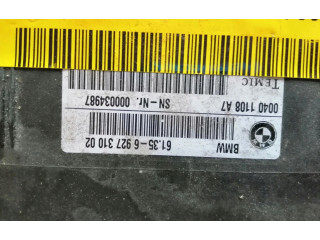 BMW
61.35-6 927 310 02
SN-Nr. 000034987
0040 1108 A7
TEMIC